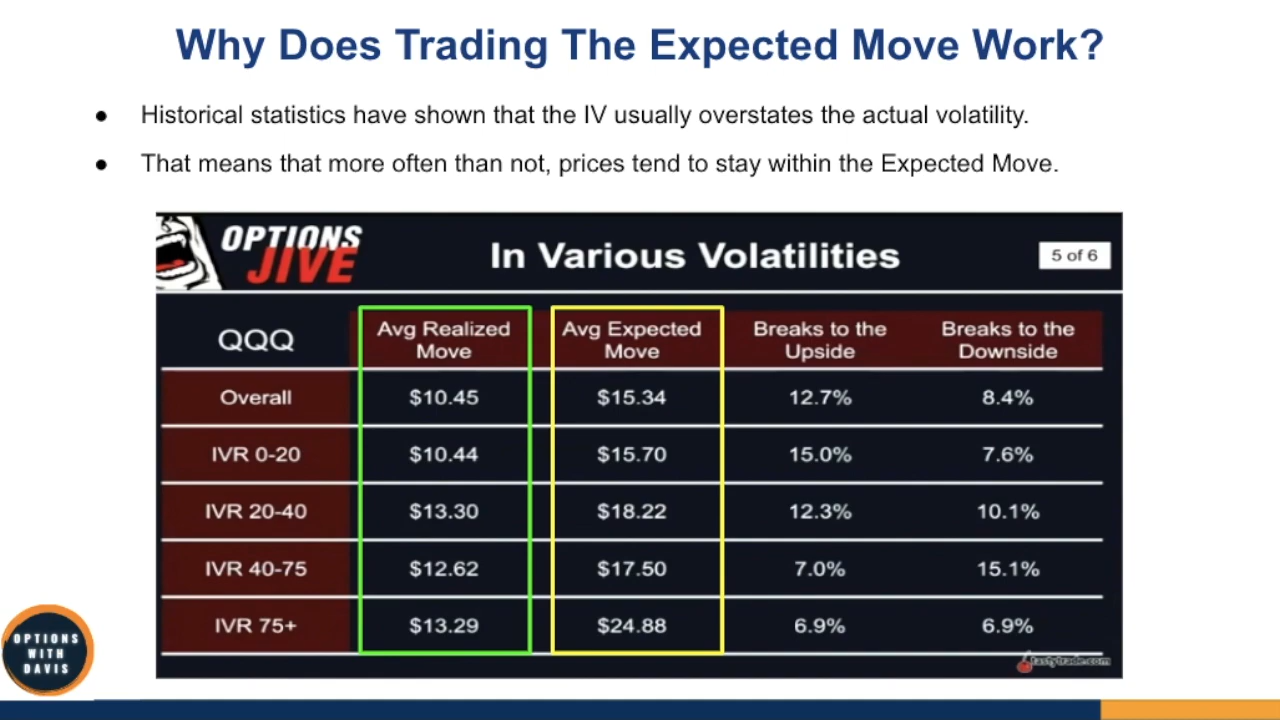 Why Does Trading The Expected Move Work?
● Historical statistics have shown that the IV usually overstates the actual volatility.
● That means that more often than not, prices tend to stay within the Expected Move.
OPTIONS
JIVE
In Various Volatilities
5 of 6
QQQ
Avg Realized
Move
Avg Expected
Move
Breaks to the
Upside
Breaks to the
Downside
Overall $10.45 $15.34 12.7% 8.4%
IVR 0-20 $10.44 $15.70 15.0% 7.6%
IVR 20-40 $13.30 $18.22 12.3% 10.1%
IVR 40-75 $12.62 $17.50 7.0% 15.1%
IVR 75+ $13.29 $24.88 6.9% 6.9%
tastytrade.com
OPTIONS
WITH
DAVIS